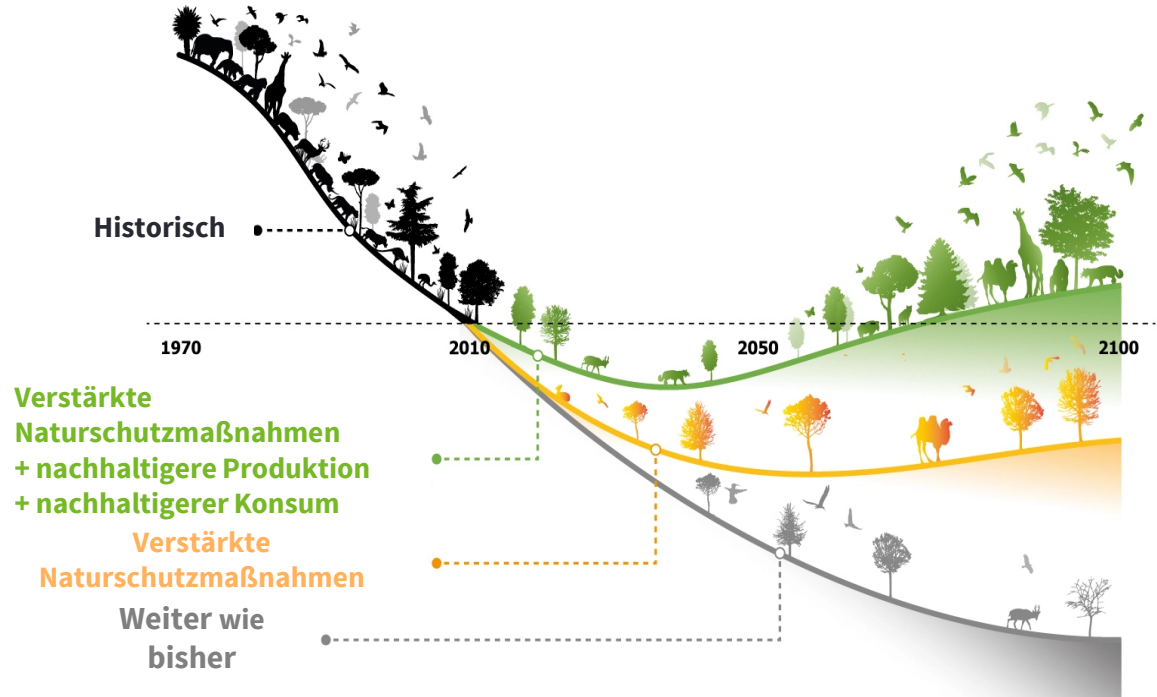 Historisch
1970
2010
2050
2100
Verstärkte
Naturschutzmaßnahmen
+ nachhaltigere Produktion
+ nachhaltigerer Konsum
Verstärkte
Naturschutzmaßnahmen
Weiter wie
bisher